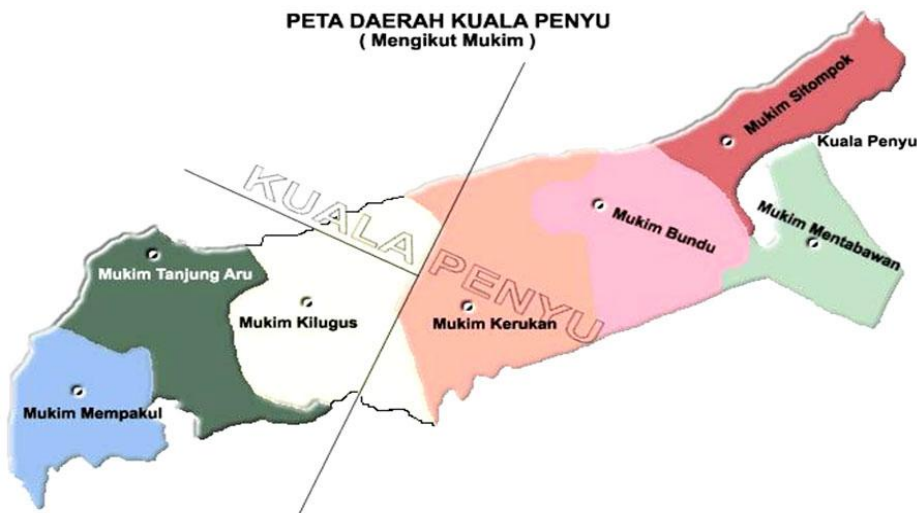 PETA DAERAH KUALA PENYU
( Mengikut Mukim )
Mukim Sitompok
Kuala Penyu
KUALA PENYU
Mukim Bundu
Mukim Mentabawan
Mukim Tanjung Aru
Mukim Kilugus
Mukim Kerukan
Mukim Mempakul